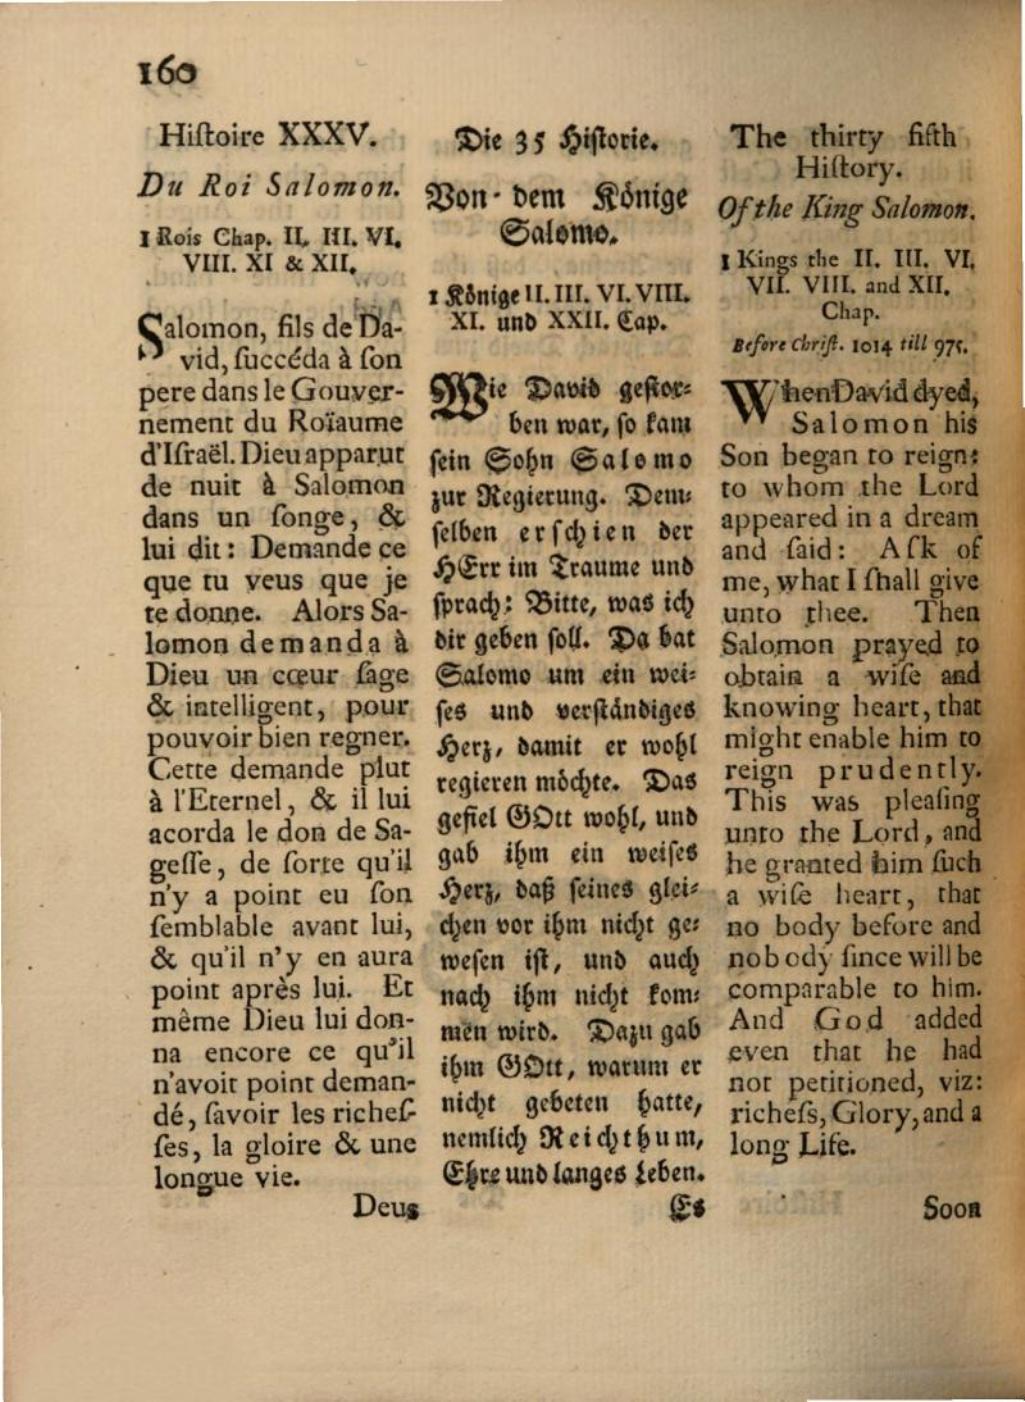 160
Hiſtoire XXXV.
Du Roi Salomon.
1 Rois Chap. II. III. VI.
VIII. XI & XII.
Salomon, fils de Da-
vid, ſuccéda à ſon
pere dans le Gouver-
nement du Roïaume
d'Iſraël. Dieu apparut
de nuit à Salomon
dans un ſonge, &
lui dit: Demande ce
que tu veus que je
te donne. Alors Sa-
lomon demanda à
Dieu un cœur ſage
& intelligent, pour
pouvoir bien regner.
Cette demande plut
à l'Eternel, & il lui
acorda le don de Sa-
geſſe, de ſorte qu'il
n'y a point eu ſon
ſemblable avant lui,
& qu'il n'y en aura
point après lui. Et
même Dieu lui don-
na encore ce qu'il
n'avoit point deman-
dé, ſavoir les richeſ-
ſes, la gloire & une
longue vie.
Deus
Die 35 Hiſtorie.
Von dem Könige
Salomo.
1 Könige II. III. VI. VIII.
XI. und XXII. Cap.
Wie David geſtor-
ben war, ſo kam
ſein Sohn Salomo
zur Regierung. Dem-
ſelben erſchien der
HErr im Traume und
ſprach: Bitte, was ich
dir geben ſoll. Da bat
Salomo um ein wei-
ſes und verſtändiges
Herz, damit er wohl
regieren möchte. Das
gefiel GOtt wohl, und
gab ihm ein weiſes
Herz, daß ſeines glei-
chen vor ihm nicht ge-
weſen iſt, und auch
nach ihm nicht kom-
men wird. Dazu gab
ihm GOtt, warum er
nicht gebeten hatte,
nemlich Reichthum,
Ehre und langes Leben.
Es
The thirty fifth
Hiſtory.
Of the King Salomon.
1 Kings the II. III. VI.
VII. VIII. and XII.
Chap.
Before Chriſt. 1014 till 975.
When David dyed,
Salomon his
Son began to reign:
to whom the Lord
appeared in a dream
and ſaid: Aſk of
me, what I ſhall give
unto thee. Then
Salomon prayed to
obtain a wiſe and
knowing heart, that
might enable him to
reign prudently.
This was pleaſing
unto the Lord, and
he granted him ſuch
a wiſe heart, that
no body before and
nobody ſince will be
comparable to him.
And God added
even that he had
not petitioned, viz:
richeſs, Glory, and a
long Life.
Soon